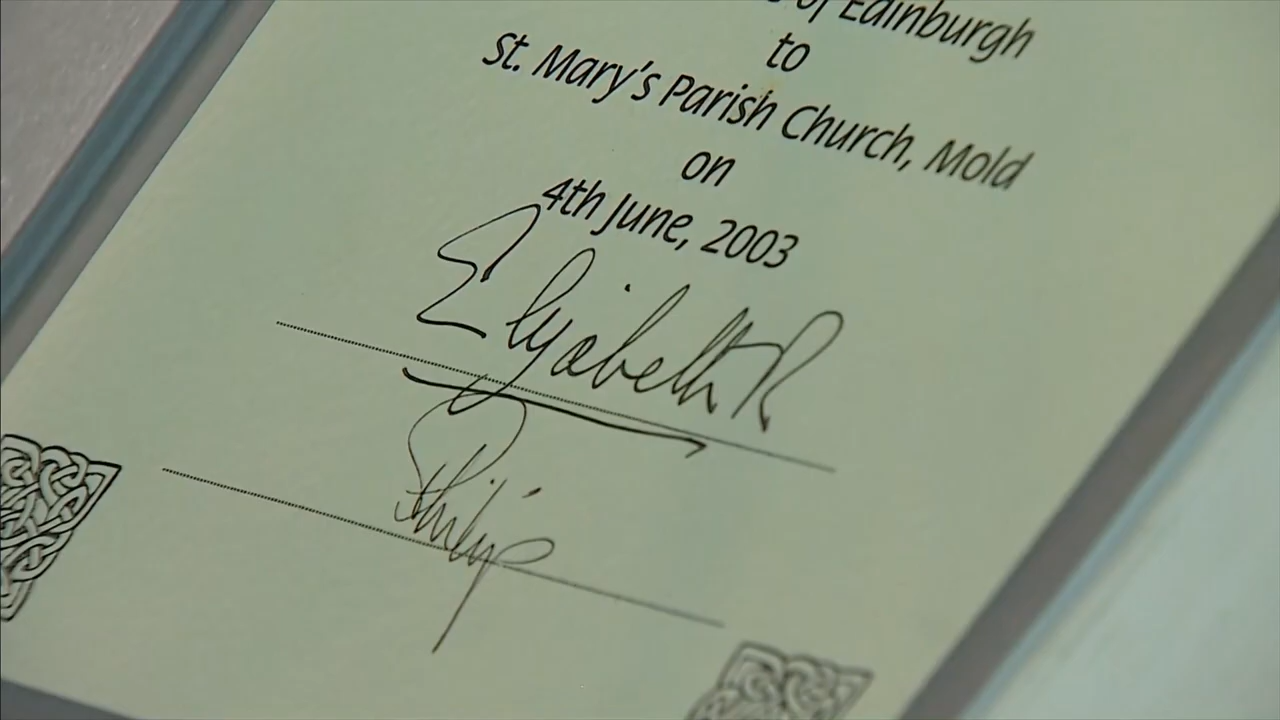 of Edinburgh
to
St. Mary's Parish Church, Mold
on
4th June, 2003
Elizabeth R
Philip